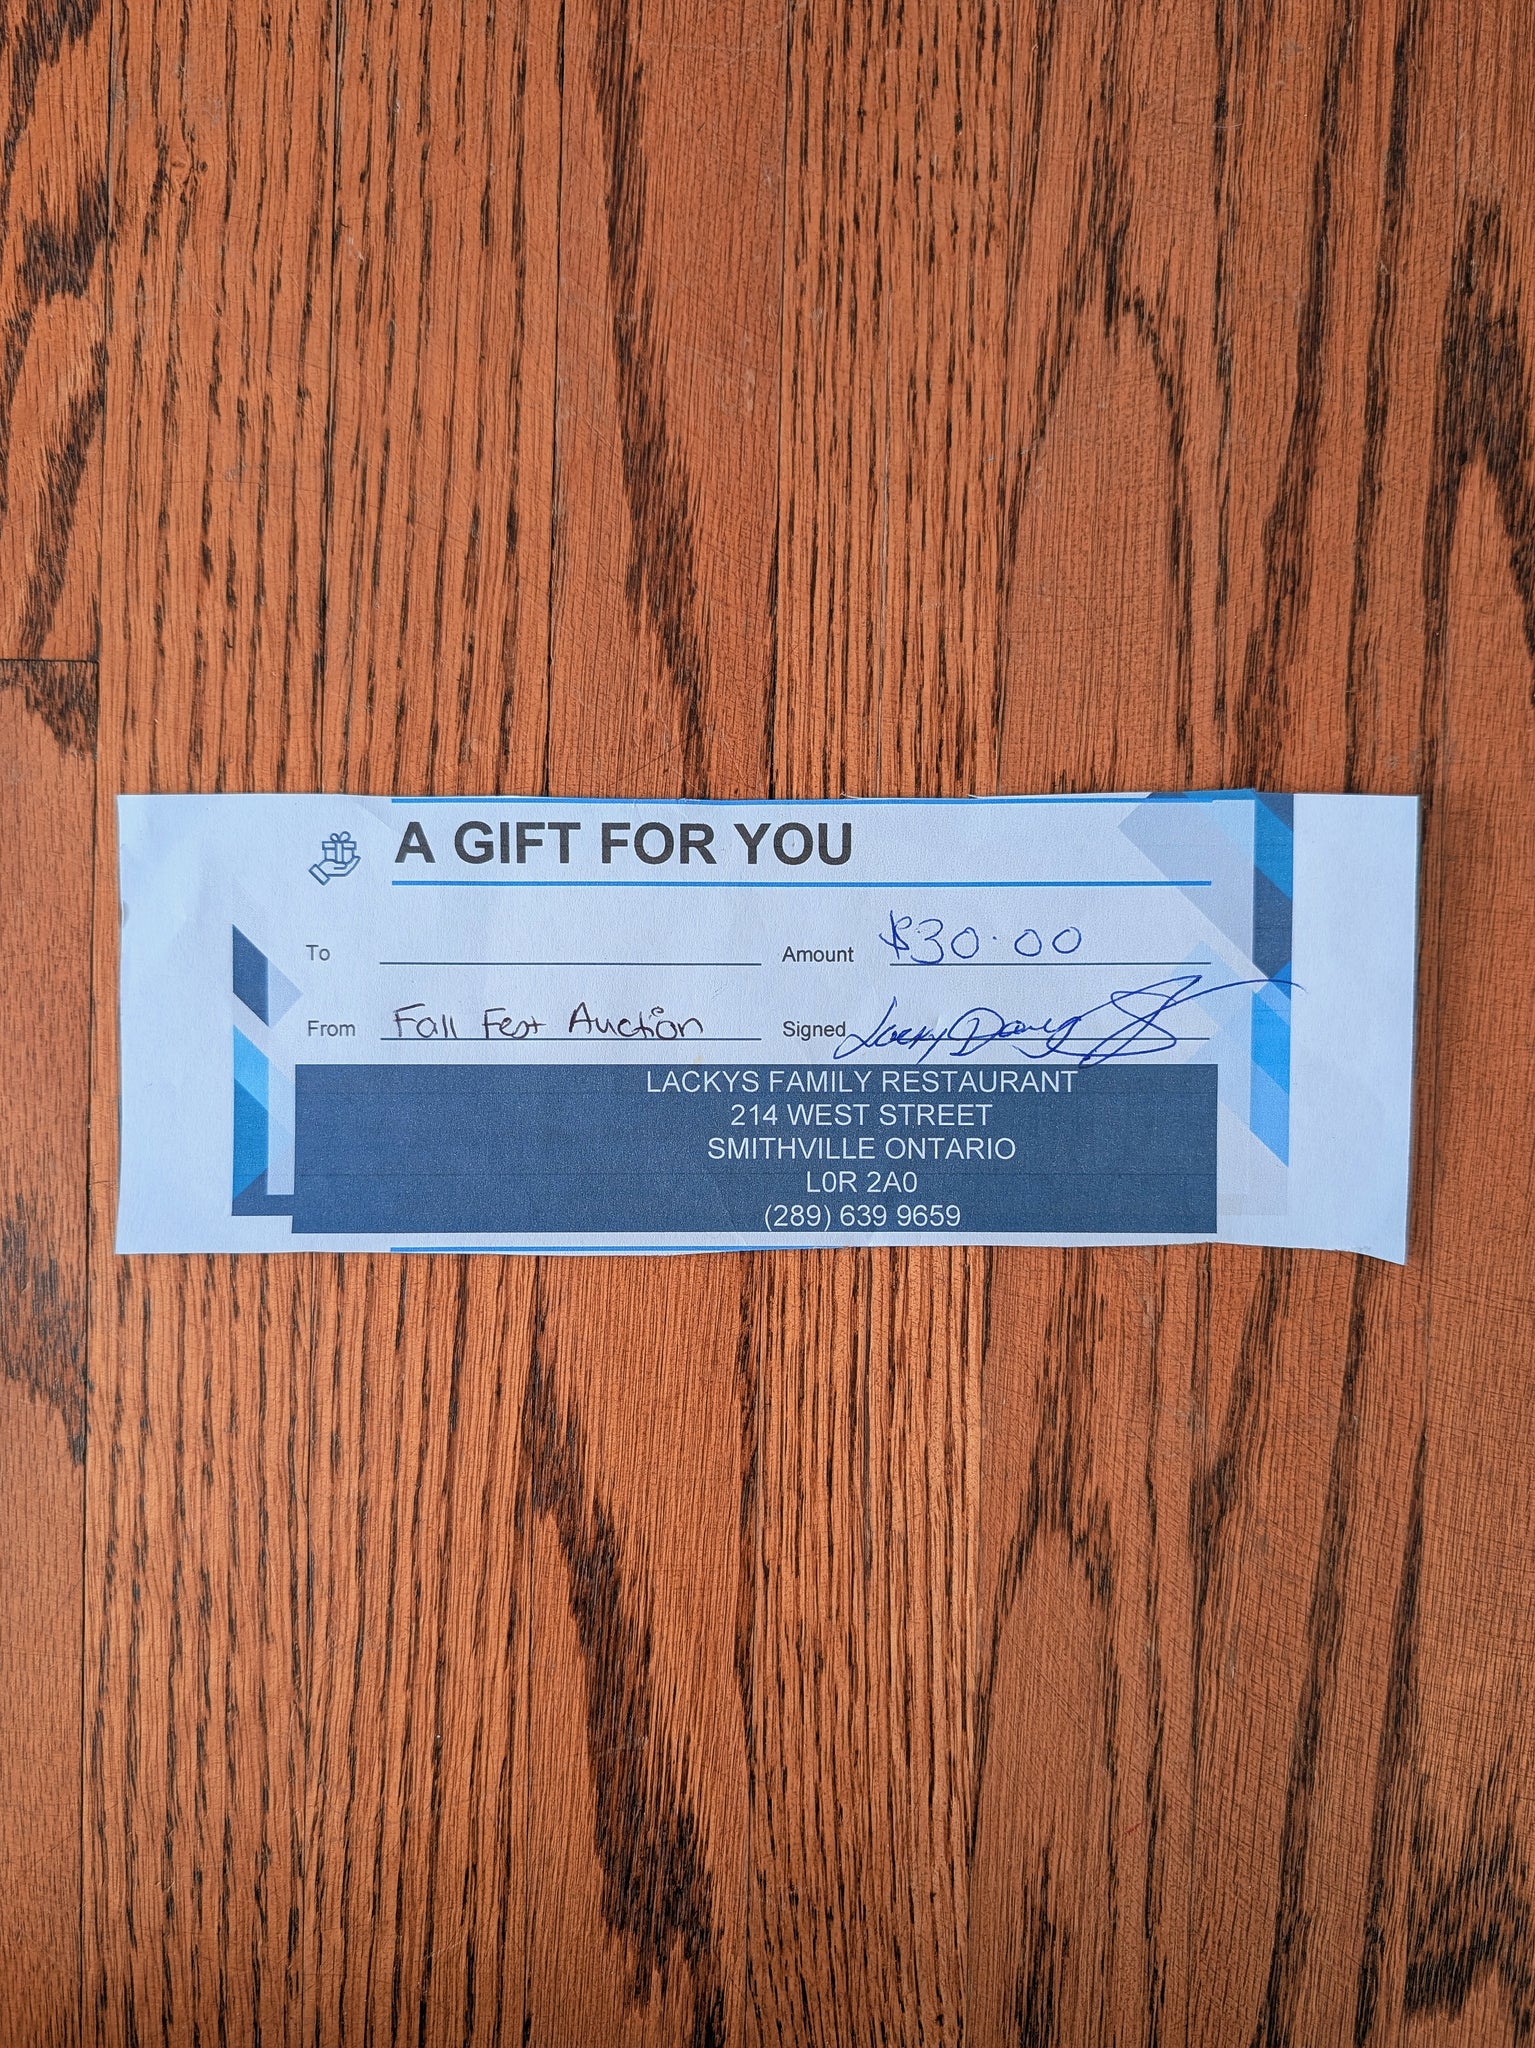 A GIFT FOR YOU
To Amount $30.00
From Fall Fest Auction Signed Lacky
LACKYS FAMILY RESTAURANT
214 WEST STREET
SMITHVILLE ONTARIO
L0R 2A0
(289) 639 9659